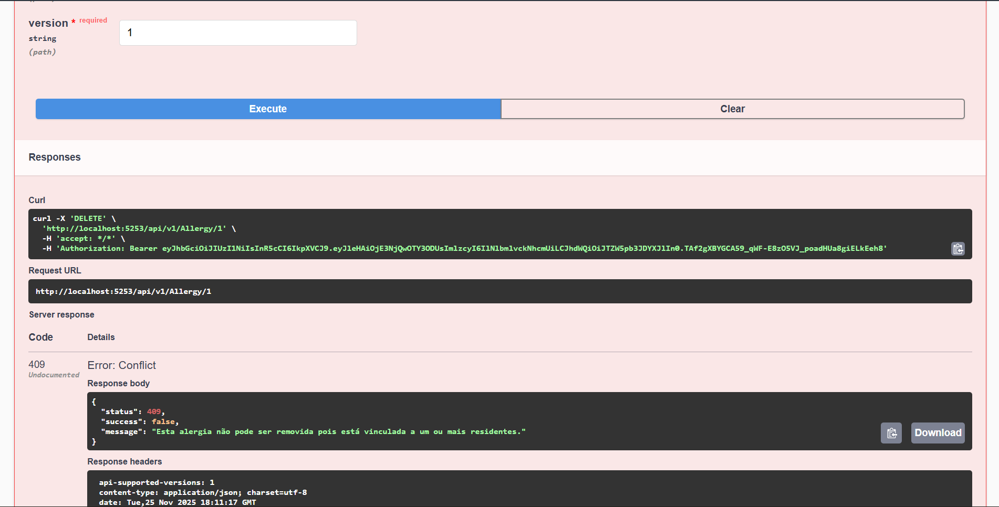 version * required
1
string
(path)
Execute
Clear
Responses
Curl
curl -X 'DELETE' \
'http://localhost:5253/api/v1/Allergy/1' \
-H 'accept: */*' \
-H 'Authorization: Bearer eyJhbGciOiJIUzI1NiIsInR5cCI6IkpXVCJ9.eyJleHAiOjE3NjQwOTY3ODUsImlzcyI6IlNlbmlvckNhcmUiLCJhdWQiOiJTZW5pb3JDYXJlIn0.TAf2gXBYGCA59_qWF-E8zO5VJ_poadHUa8giELkEeh8'
Request URL
http://localhost:5253/api/v1/Allergy/1
Server response
Code
Details
409
Undocumented
Error: Conflict
Response body
{
"status": 409,
"success": false,
"message": "Esta alergia não pode ser removida pois está vinculada a um ou mais residentes."
}
Download
Response headers
api-supported-versions: 1
content-type: application/json; charset=utf-8
date: Tue,25 Nov 2025 18:11:17 GMT